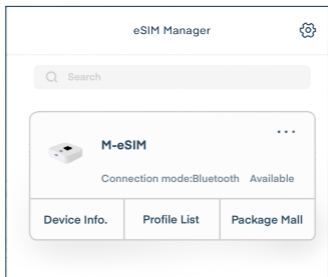 eSIM Manager
Search
M-eSIM
Connection mode:Bluetooth Available
Device Info. Profile List Package Mall